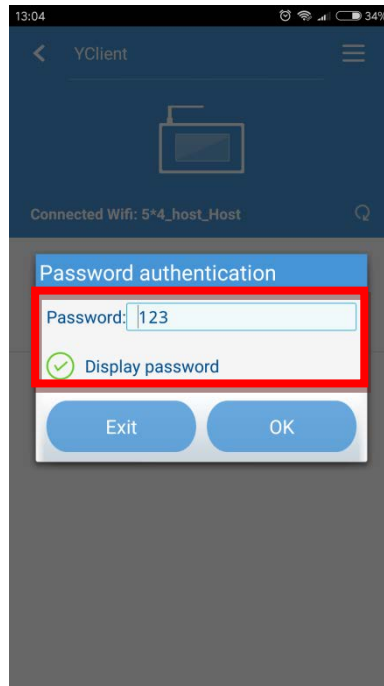 13:04 34%
YClient
Connected Wifi: 5*4_host_Host
Password authentication
Password: 123
Display password
Exit OK